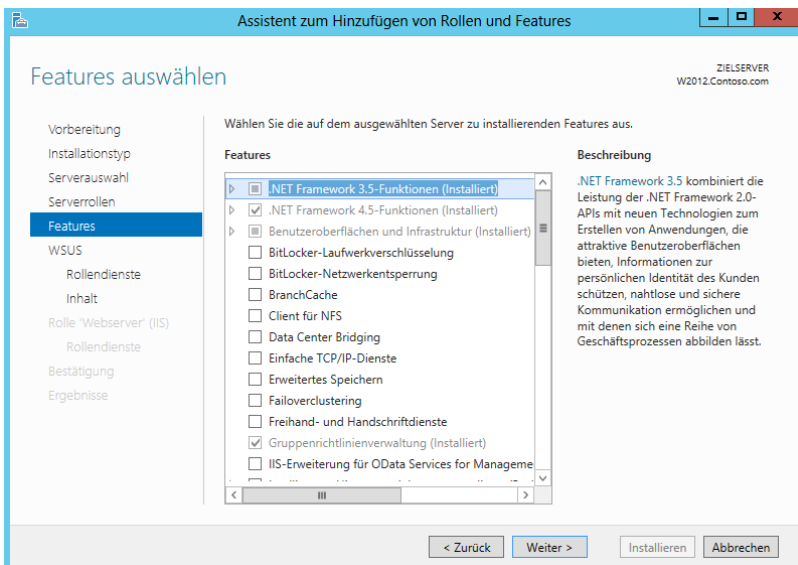 Assistent zum Hinzufügen von Rollen und Features
Features auswählen
ZIELSERVER
W2012.Contoso.com
Vorbereitung
Installationstyp
Serverauswahl
Serverrollen
Features
WSUS
Rollendienste
Inhalt
Rolle 'Webserver' (IIS)
Rollendienste
Bestätigung
Ergebnisse
Wählen Sie die auf dem ausgewählten Server zu installierenden Features aus.
Features
.NET Framework 3.5-Funktionen (Installiert)
.NET Framework 4.5-Funktionen (Installiert)
Benutzeroberflächen und Infrastruktur (Installiert)
BitLocker-Laufwerkverschlüsselung
BitLocker-Netzwerkentsperrung
BranchCache
Client für NFS
Data Center Bridging
Einfache TCP/IP-Dienste
Erweitertes Speichern
Failoverclustering
Freihand- und Handschriftdienste
Gruppenrichtlinienverwaltung (Installiert)
IIS-Erweiterung für OData Services for Manageme
Beschreibung
.NET Framework 3.5 kombiniert die
Leistung der .NET Framework 2.0-
APIs mit neuen Technologien zum
Erstellen von Anwendungen, die
attraktive Benutzeroberflächen
bieten, Informationen zur
persönlichen Identität des Kunden
schützen, nahtlose und sichere
Kommunikation ermöglichen und
mit denen sich eine Reihe von
Geschäftsprozessen abbilden lässt.
< Zurück
Weiter >
Installieren
Abbrechen